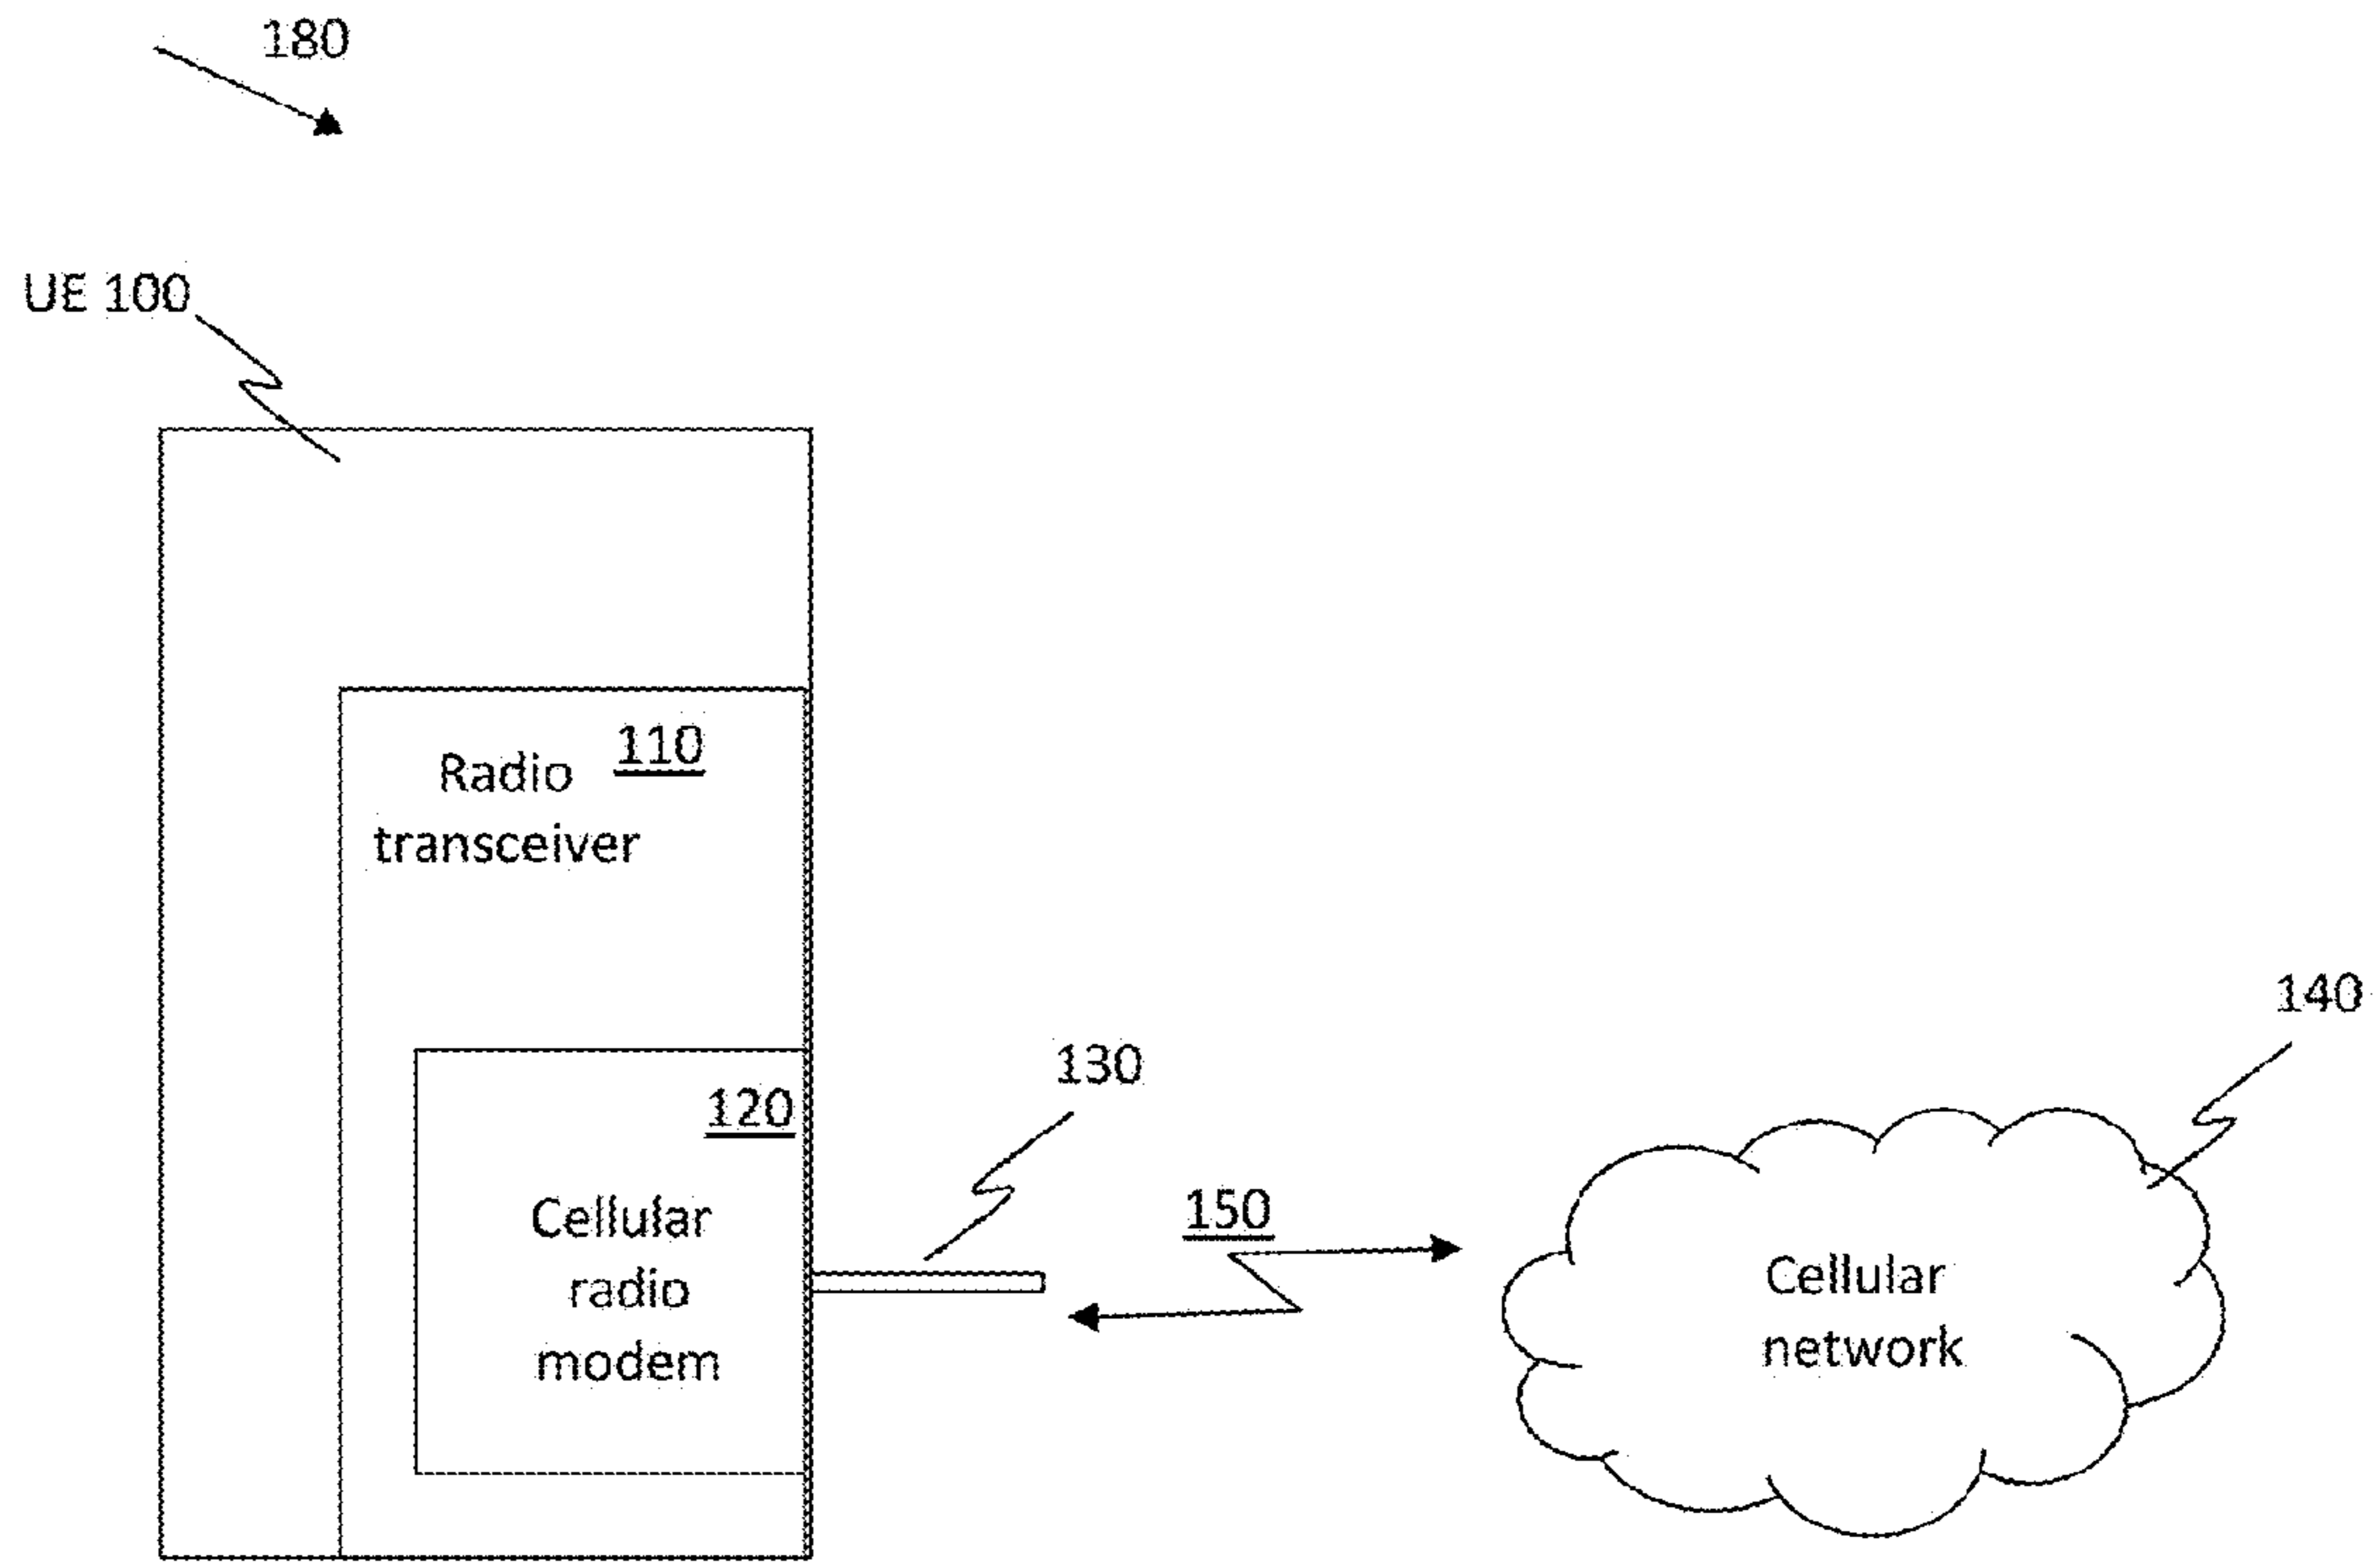 180
UE 100
110
Radio
transceiver
120
Cellular
radio
modem
130
150
140
Cellular
network